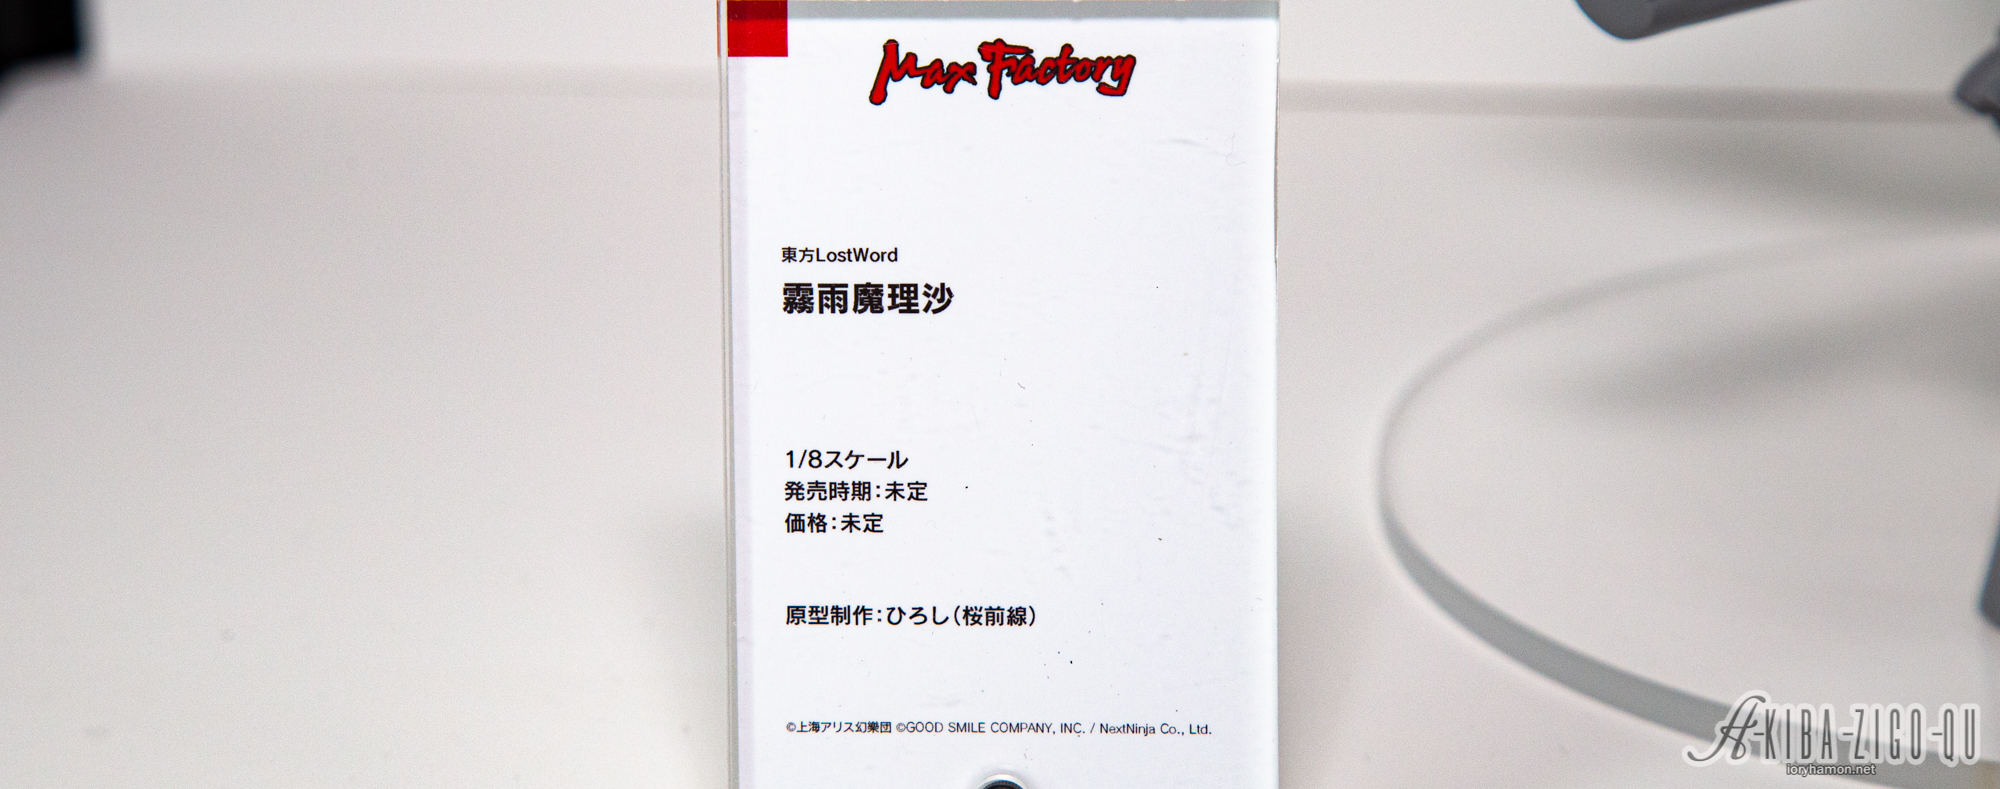 Max Factory
東方LostWord
霧雨魔理沙
1/8スケール
発売時期：未定
価格：未定
原型制作：ひろし（桜前線）
©上海アリス幻樂団 ©GOOD SMILE COMPANY, INC. / NextNinja Co., Ltd.
A-KIBA-ZIGO-QU
ioryhamon.net